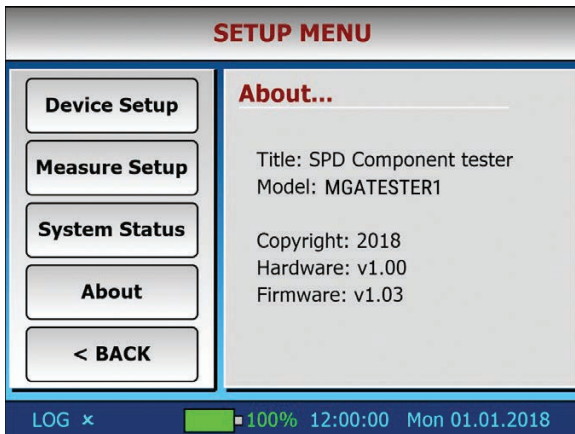 SETUP MENU
Device Setup
Measure Setup
System Status
About
< BACK
About...
Title: SPD Component tester
Model: MGATESTER1
Copyright: 2018
Hardware: v1.00
Firmware: v1.03
LOG × 100% 12:00:00 Mon 01.01.2018